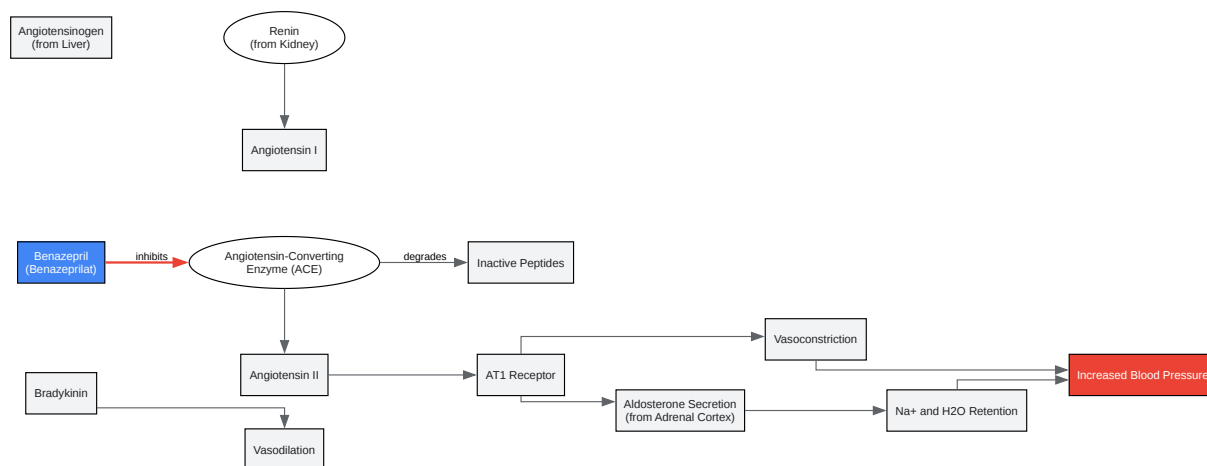 Angiotensinogen
(from Liver)
Renin
(from Kidney)
Angiotensin I
Benazepril
(Benazeprilat)
inhibits
Angiotensin-Converting
Enzyme (ACE)
degrades
Inactive Peptides
Vasoconstriction
Angiotensin II
AT1 Receptor
Increased Blood Pressure
Bradykinin
Aldosterone Secretion
(from Adrenal Cortex)
Na+ and H2O Retention
Vasodilation